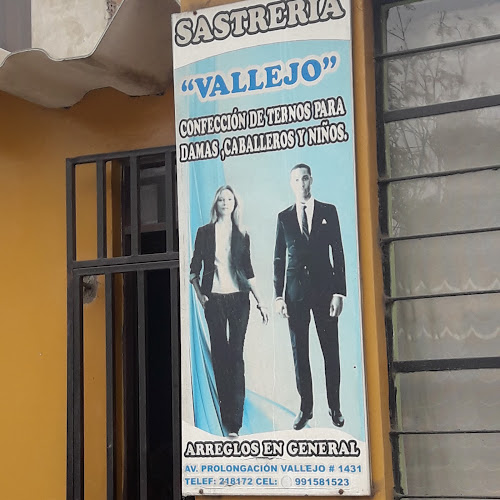 SASTRERIA
"VALLEJO"
CONFECCIÓN DE TERNOS PARA
DAMAS ,CABALLEROS Y NIÑOS.
ARREGLOS EN GENERAL
AV. PROLONGACIÓN VALLEJO # 1431
TELEF: 218172 CEL: 991581523